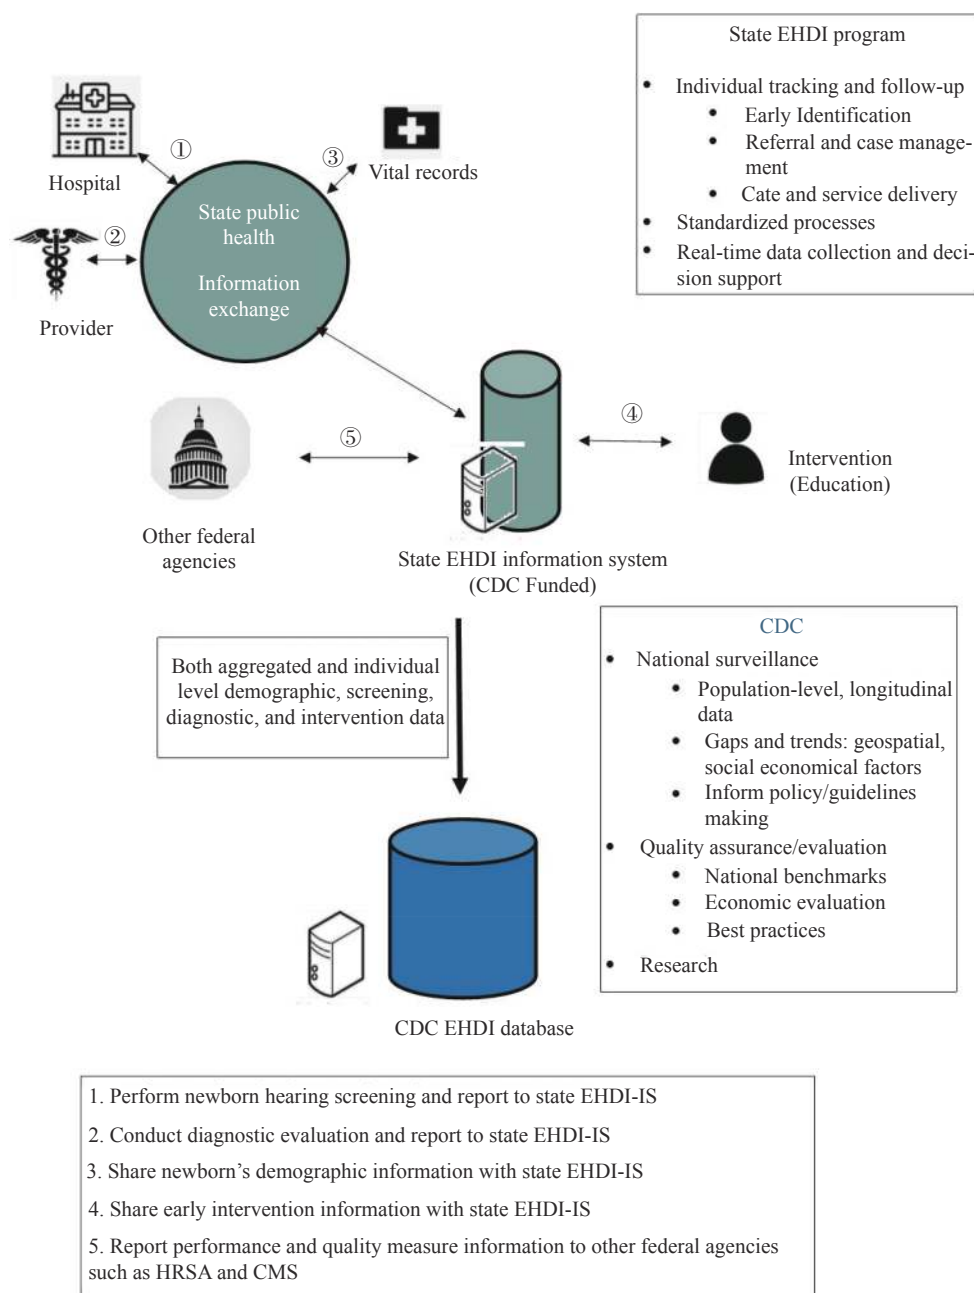 State EHDI program
• Individual tracking and follow-up
• Early Identification
• Referral and case manage-
ment
• Cate and service delivery
• Standardized processes
• Real-time data collection and deci-
sion support
①
Hospital
③
Vital records
②
Provider
State public
health
Information
exchange
④
Intervention
(Education)
⑤
Other federal
agencies
State EHDI information system
(CDC Funded)
Both aggregated and individual
level demographic, screening,
diagnostic, and intervention data
CDC
• National surveillance
• Population-level, longitudinal
data
• Gaps and trends: geospatial,
social economical factors
• Inform policy/guidelines
making
• Quality assurance/evaluation
• National benchmarks
• Economic evaluation
• Best practices
• Research
CDC EHDI database
1. Perform newborn hearing screening and report to state EHDI-IS
2. Conduct diagnostic evaluation and report to state EHDI-IS
3. Share newborn’s demographic information with state EHDI-IS
4. Share early intervention information with state EHDI-IS
5. Report performance and quality measure information to other federal agencies
such as HRSA and CMS